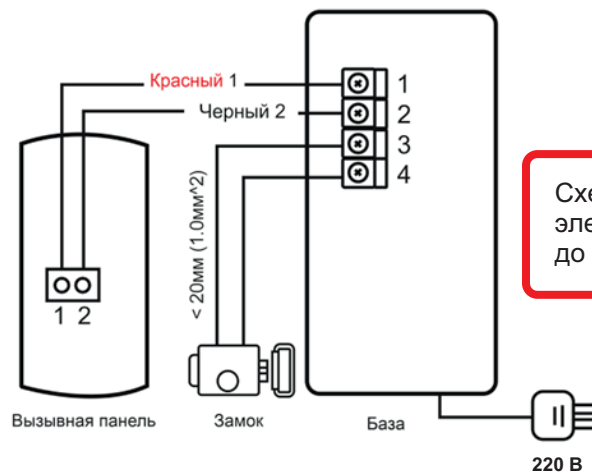 Красный 1
Черный 2
1
2
3
4
Схе
эле
до
< 20мм (1.0мм^2)
1 2
Вызывная панель
Замок
База
220 В